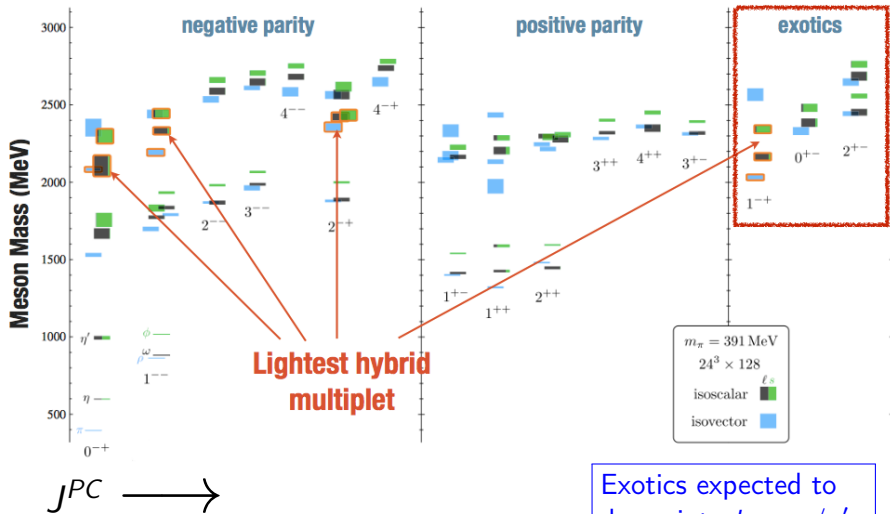 negative parity
positive parity
exotics
Meson Mass (MeV)
3000
2500
2000
1500
1000
500
4⁻⁻
4⁻⁺
2⁻⁻
3⁻⁻
2⁻⁺
3⁺⁺
4⁺⁺
3⁺⁻
0⁺⁻
2⁺⁻
1⁻⁺
1⁺⁻
1⁺⁺
2⁺⁺
η′
ϕ
ω
ρ
1⁻⁻
η
π
0⁻⁺
Lightest hybrid
multiplet
m_π = 391 MeV
24³ × 128
ℓ s
isoscalar
isovector
J^{PC} ⟶
Exotics expected to